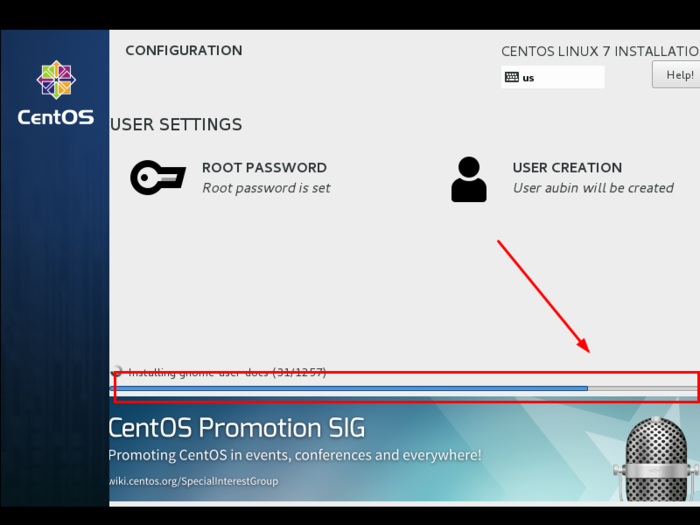 CentOS
CONFIGURATION
CENTOS LINUX 7 INSTALLATIO
us
Help!
USER SETTINGS
ROOT PASSWORD
Root password is set
USER CREATION
User aubin will be created
Installing gnome-user-docs (31/1257)
CentOS Promotion SIG
Promoting CentOS in events, conferences and everywhere!
wiki.centos.org/SpecialInterestGroup